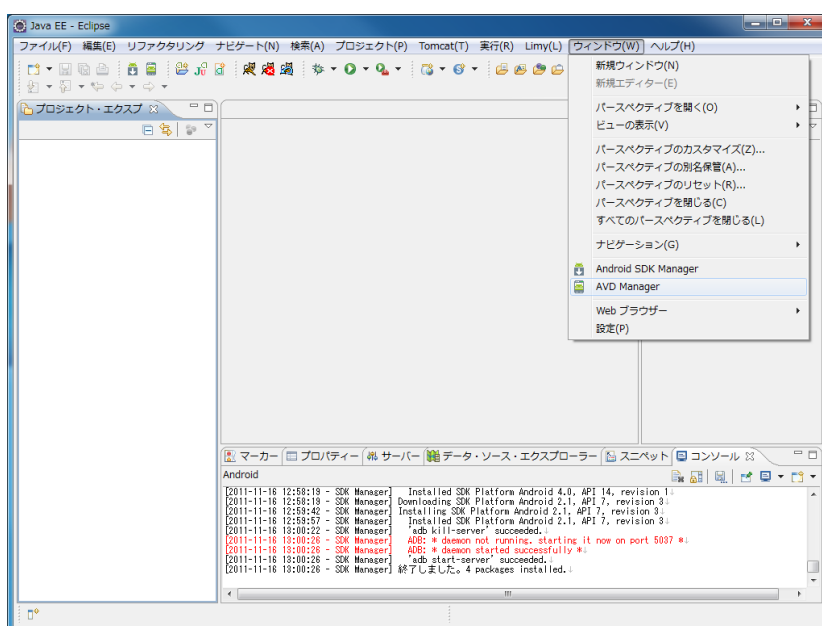 Java EE - Eclipse
ファイル(F) 編集(E) リファクタリング ナビゲート(N) 検索(A) プロジェクト(P) Tomcat(T) 実行(R) Limy(L) ウィンドウ(W) ヘルプ(H)
新規ウィンドウ(N)
新規エディター(E)
パースペクティブを開く(O)
ビューの表示(V)
パースペクティブのカスタマイズ(Z)...
パースペクティブの別名保管(A)...
パースペクティブのリセット(R)...
パースペクティブを閉じる(C)
すべてのパースペクティブを閉じる(L)
ナビゲーション(G)
Android SDK Manager
AVD Manager
Web ブラウザー
設定(P)
プロジェクト・エクスプ
マーカー プロパティー サーバー データ・ソース・エクスプローラー スニペット コンソール
Android
[2011-11-16 12:58:19 - SDK Manager] Installed SDK Platform Android 4.0, API 14, revision 1↓
[2011-11-16 12:58:19 - SDK Manager] Downloading SDK Platform Android 2.1, API 7, revision 3↓
[2011-11-16 12:59:42 - SDK Manager] Installing SDK Platform Android 2.1, API 7, revision 3↓
[2011-11-16 12:59:57 - SDK Manager] Installed SDK Platform Android 2.1, API 7, revision 3↓
[2011-11-16 13:00:22 - SDK Manager] 'adb kill-server' succeeded.↓
[2011-11-16 13:00:26 - SDK Manager] ADB: * daemon not running. starting it now on port 5037 *↓
[2011-11-16 13:00:26 - SDK Manager] ADB: * daemon started successfully *↓
[2011-11-16 13:00:26 - SDK Manager] 'adb start-server' succeeded.↓
[2011-11-16 13:00:26 - SDK Manager] 終了しました。4 packages installed.↓